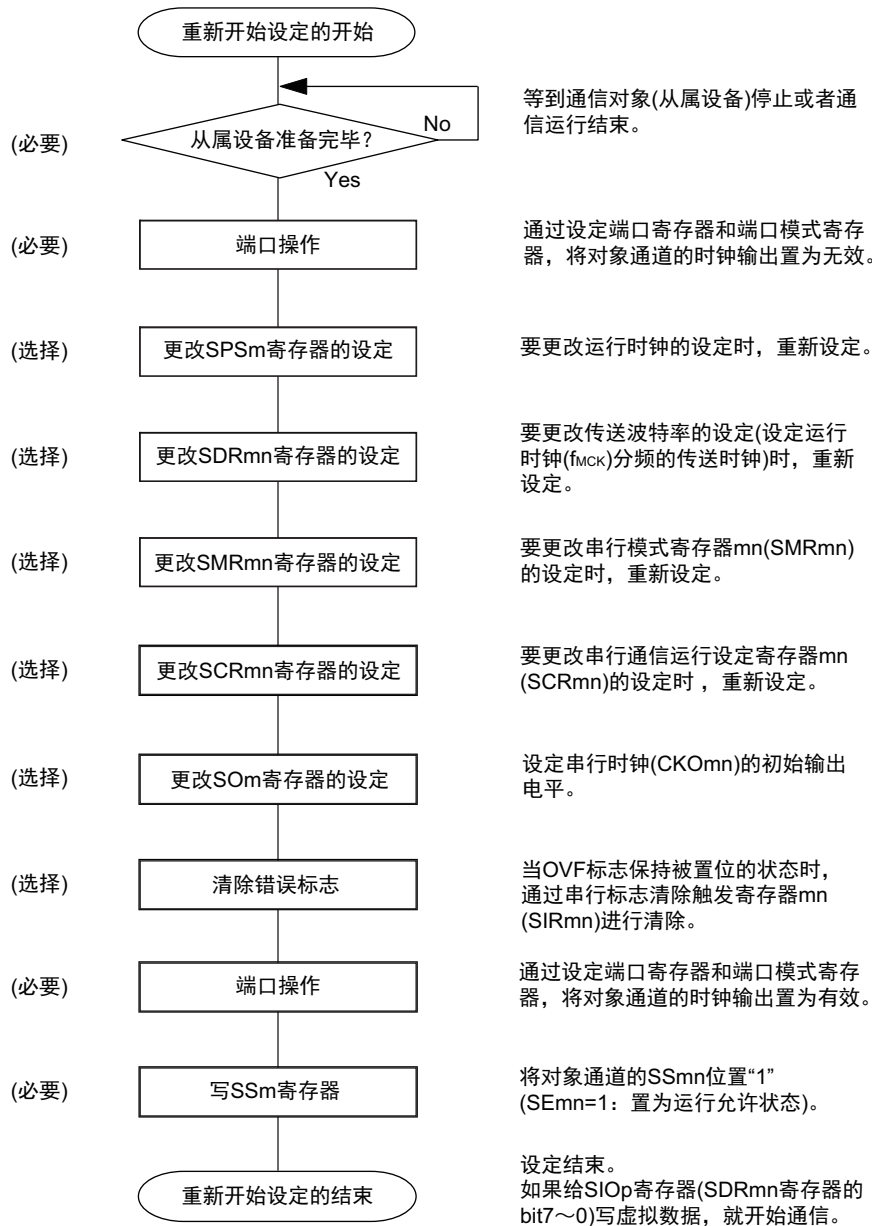 重新开始设定的开始
等到通信对象(从属设备)停止或者通
信运行结束。
(必要)
从属设备准备完毕？
No
Yes
(必要)
端口操作
通过设定端口寄存器和端口模式寄存
器，将对象通道的时钟输出置为无效。
(选择)
更改SPSm寄存器的设定
要更改运行时钟的设定时，重新设定。
(选择)
更改SDRmn寄存器的设定
要更改传送波特率的设定(设定运行
时钟(fMCK)分频的传送时钟)时，重新
设定。
(选择)
更改SMRmn寄存器的设定
要更改串行模式寄存器mn(SMRmn)
的设定时，重新设定。
(选择)
更改SCRmn寄存器的设定
要更改串行通信运行设定寄存器mn
(SCRmn)的设定时 ，重新设定。
(选择)
更改SOm寄存器的设定
设定串行时钟(CKOmn)的初始输出
电平。
(选择)
清除错误标志
当OVF标志保持被置位的状态时，
通过串行标志清除触发寄存器mn
(SIRmn)进行清除。
(必要)
端口操作
通过设定端口寄存器和端口模式寄存
器，将对象通道的时钟输出置为有效。
(必要)
写SSm寄存器
将对象通道的SSmn位置“1”
(SEmn=1：置为运行允许状态)。
重新开始设定的结束
设定结束。
如果给SIOp寄存器(SDRmn寄存器的
bit7～0)写虚拟数据，就开始通信。